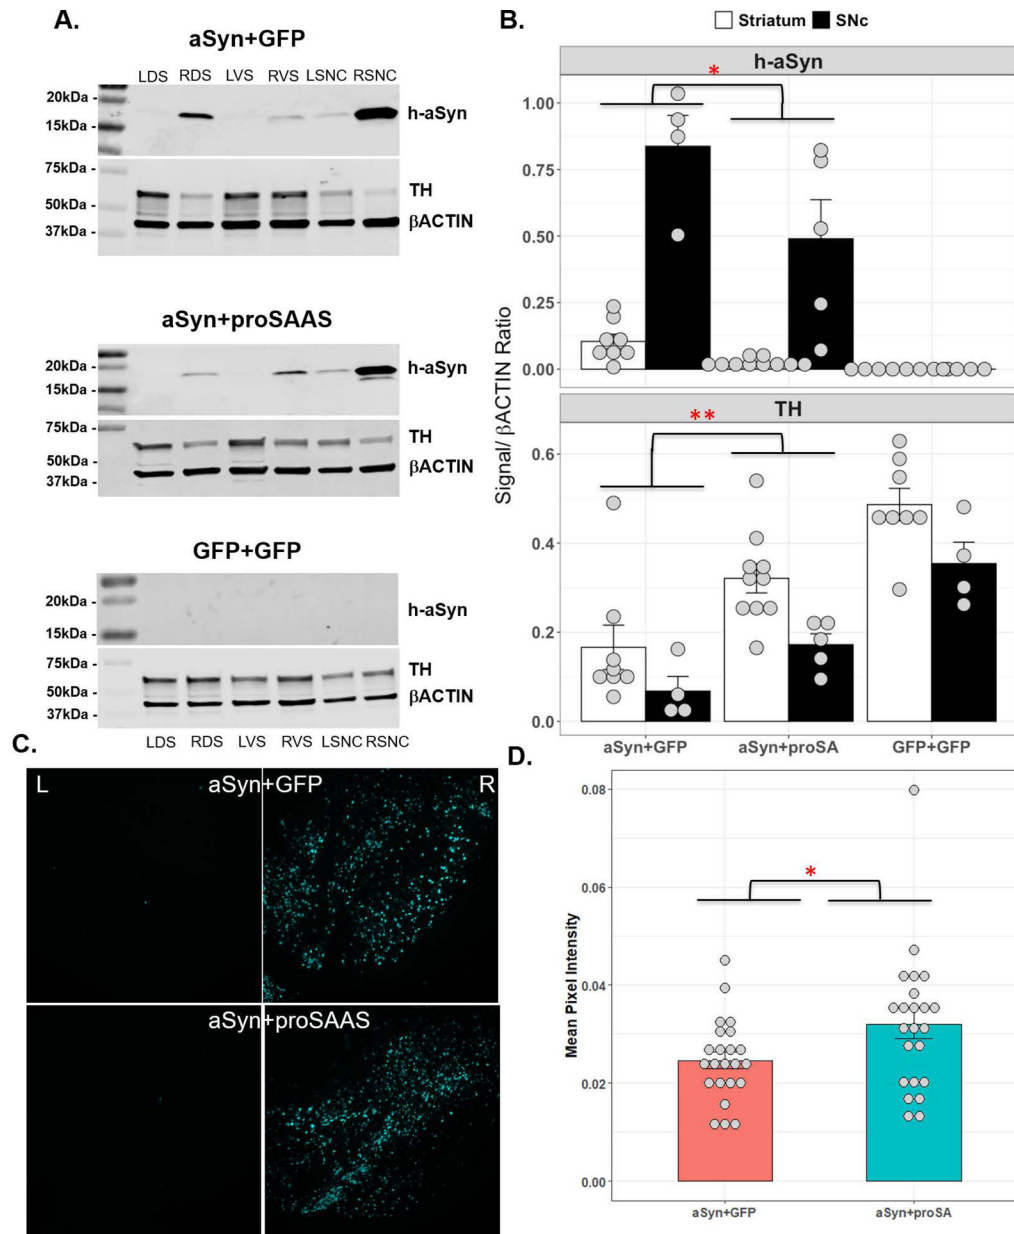 A.
aSyn+GFP
LDS RDS LVS RVS LSNC RSNC
20kDa -
h-aSyn
15kDa -
75kDa -
TH
50kDa -
βACTIN
37kDa -
aSyn+proSAAS
20kDa -
h-aSyn
15kDa -
75kDa -
TH
50kDa -
βACTIN
37kDa -
GFP+GFP
20kDa -
h-aSyn
15kDa -
75kDa -
TH
50kDa -
βACTIN
37kDa -
LDS RDS LVS RVS LSNC RSNC
B.
Striatum SNc
h-aSyn
*
1.00
0.75
0.50
0.25
0.00
Signal/ βACTIN Ratio
TH
**
0.6
0.4
0.2
0.0
aSyn+GFP aSyn+proSA GFP+GFP
C.
L aSyn+GFP R
aSyn+proSAAS
D.
0.08
*
0.06
0.04
0.02
0.00
Mean Pixel Intensity
aSyn+GFP aSyn+proSA